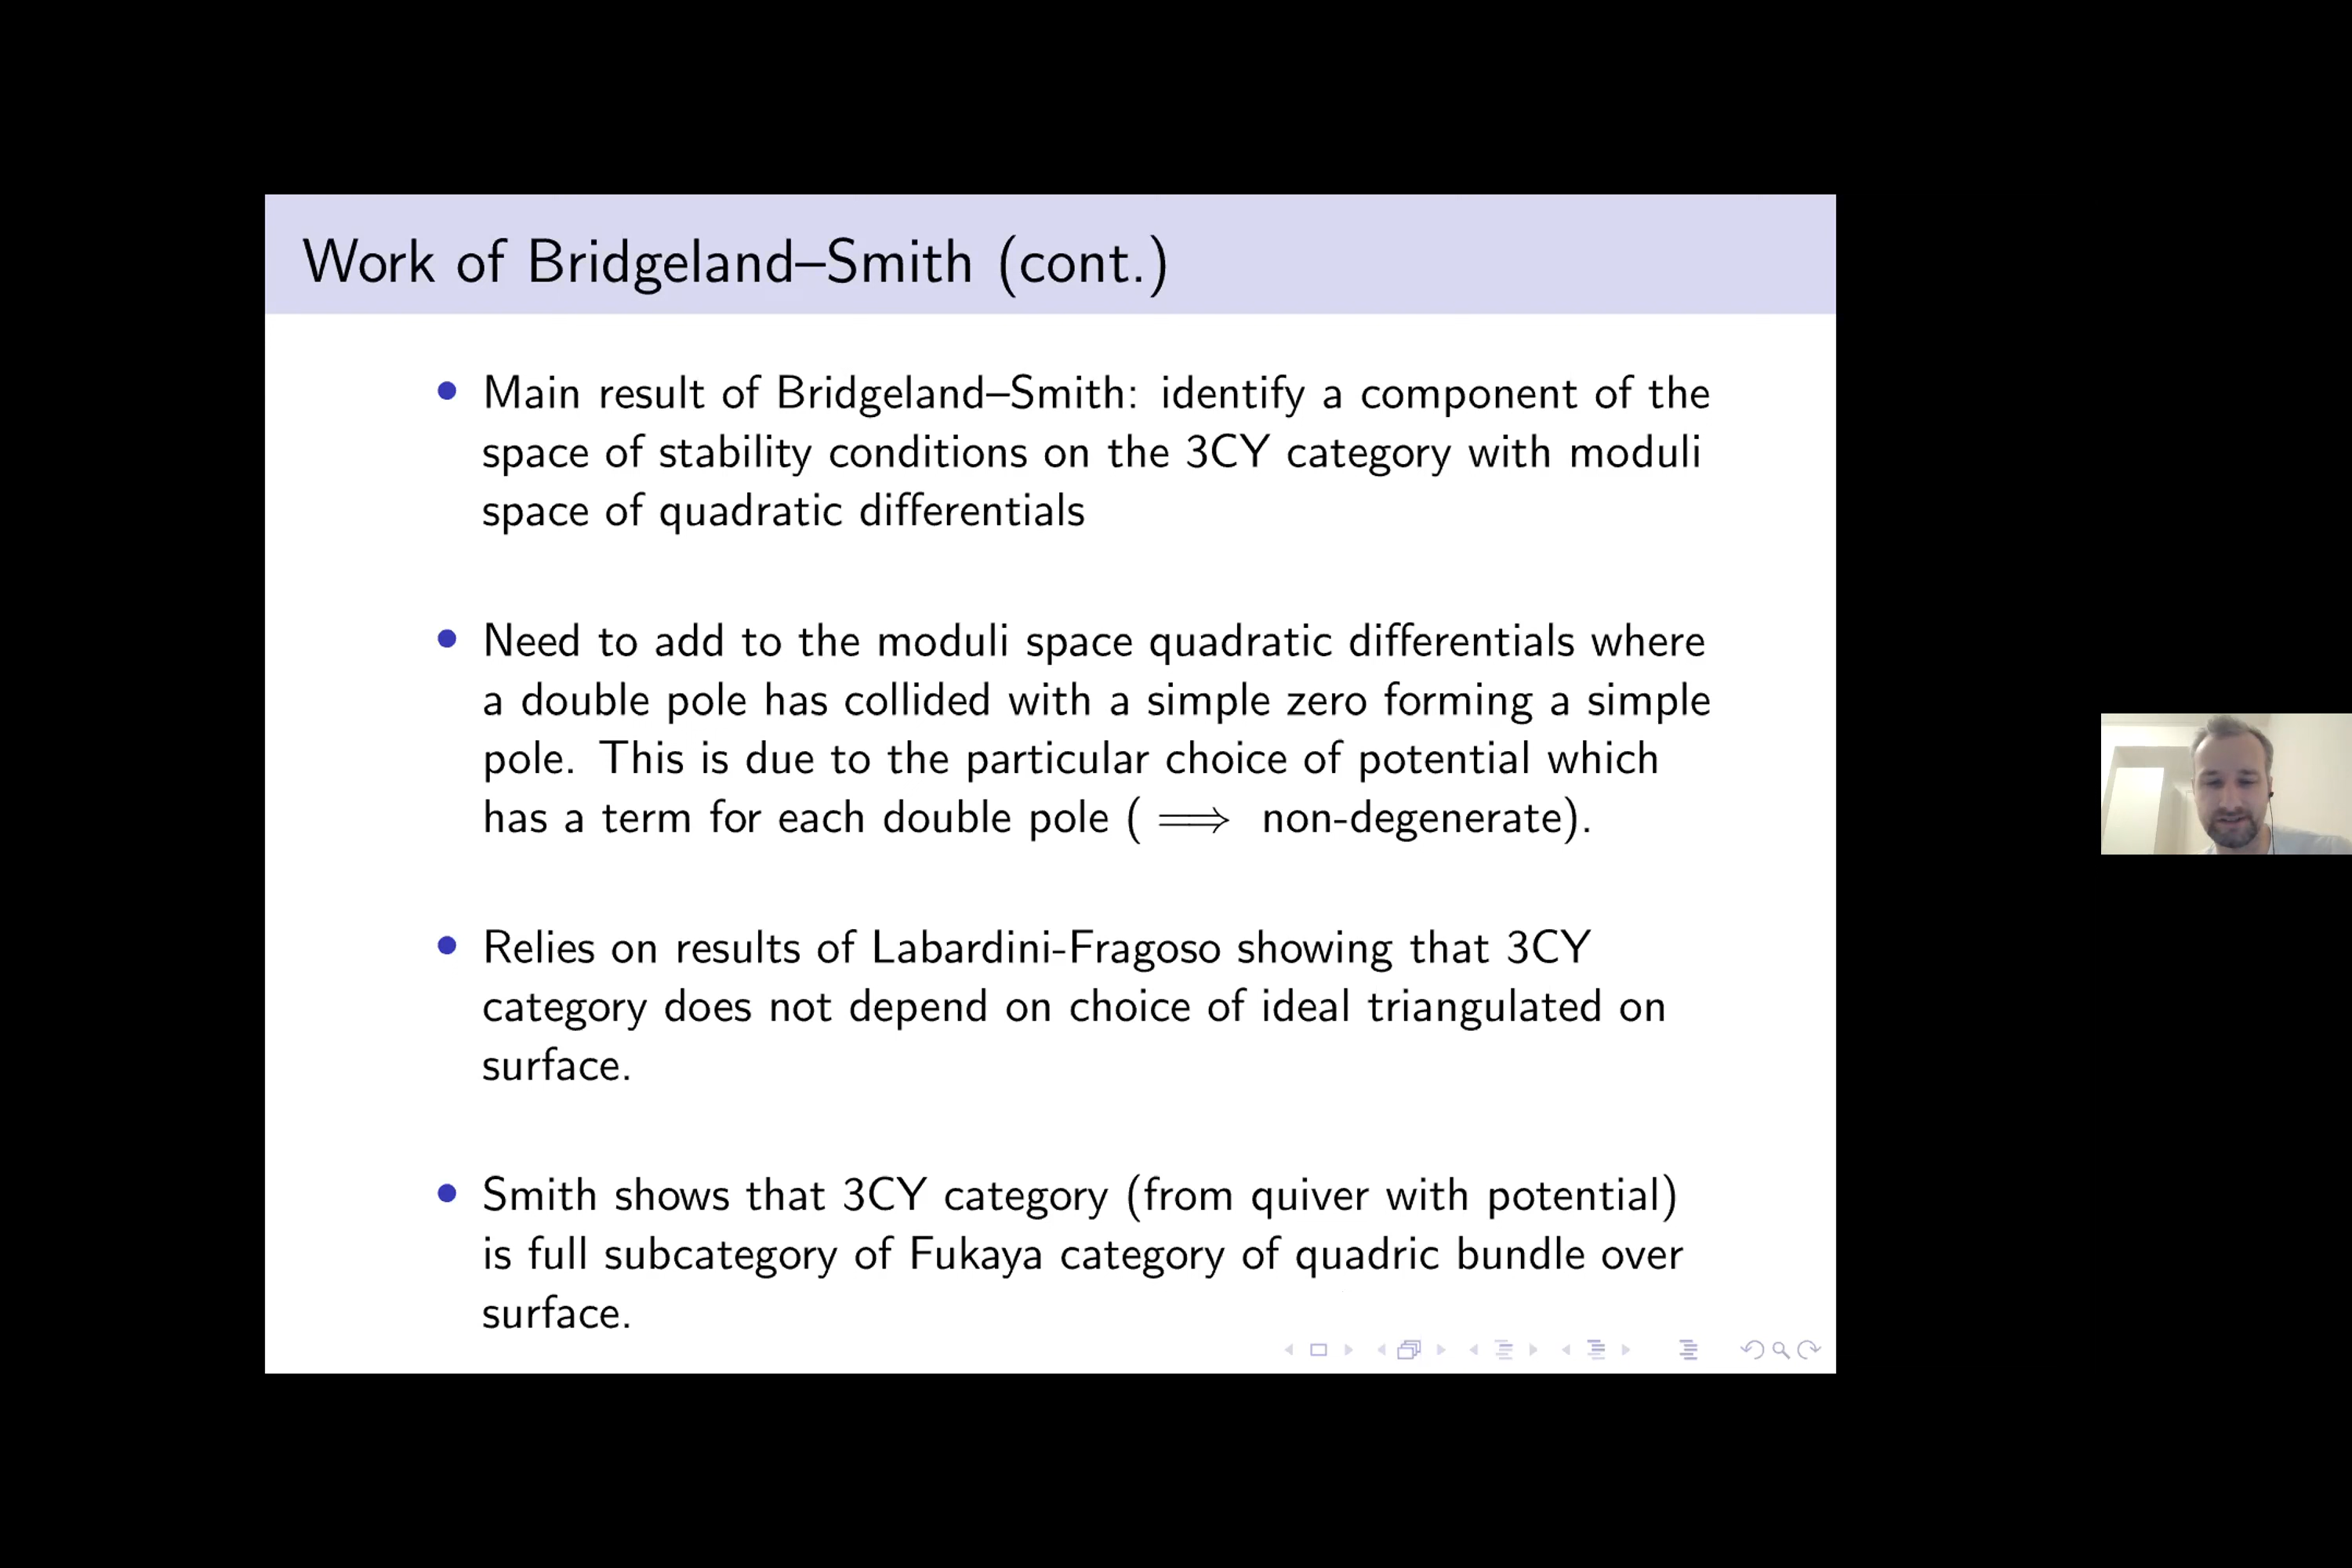 Work of Bridgeland–Smith (cont.)
• Main result of Bridgeland–Smith: identify a component of the
space of stability conditions on the 3CY category with moduli
space of quadratic differentials
• Need to add to the moduli space quadratic differentials where
a double pole has collided with a simple zero forming a simple
pole. This is due to the particular choice of potential which
has a term for each double pole ( ⟹ non-degenerate).
• Relies on results of Labardini-Fragoso showing that 3CY
category does not depend on choice of ideal triangulated on
surface.
• Smith shows that 3CY category (from quiver with potential)
is full subcategory of Fukaya category of quadric bundle over
surface.